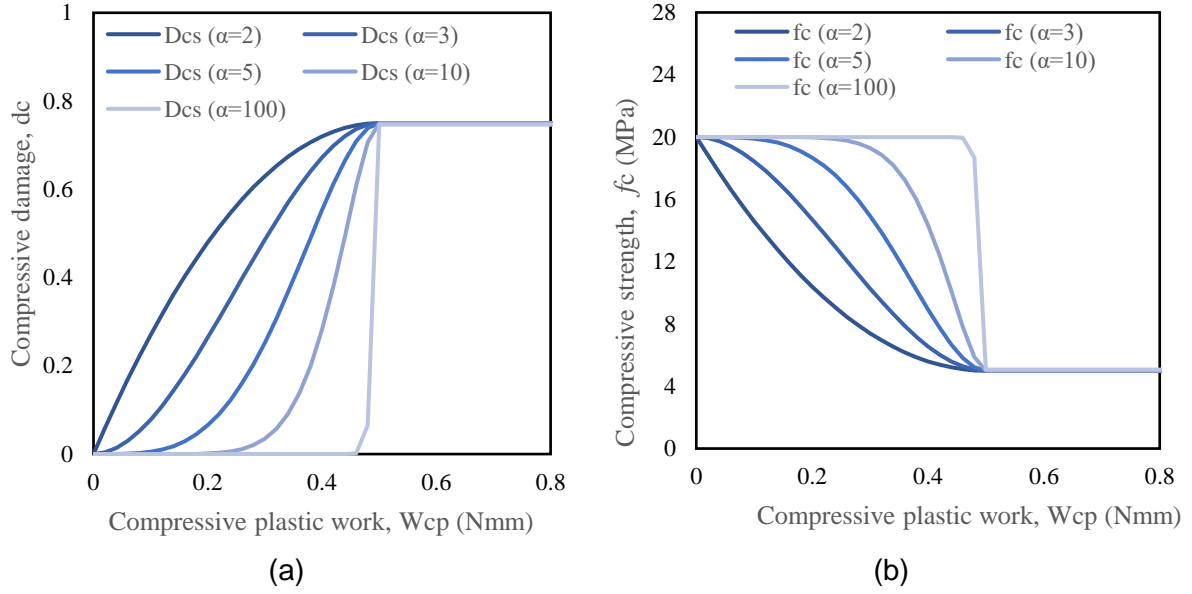 1
0.8
0.6
0.4
0.2
0
Compressive damage, dc
Dcs (α=2) Dcs (α=3)
Dcs (α=5) Dcs (α=10)
Dcs (α=100)
0 0.2 0.4 0.6 0.8
Compressive plastic work, Wcp (Nmm)
(a)
28
24
20
16
12
8
4
0
Compressive strength, fc (MPa)
fc (α=2) fc (α=3)
fc (α=5) fc (α=10)
fc (α=100)
0 0.2 0.4 0.6 0.8
Compressive plastic work, Wcp (Nmm)
(b)